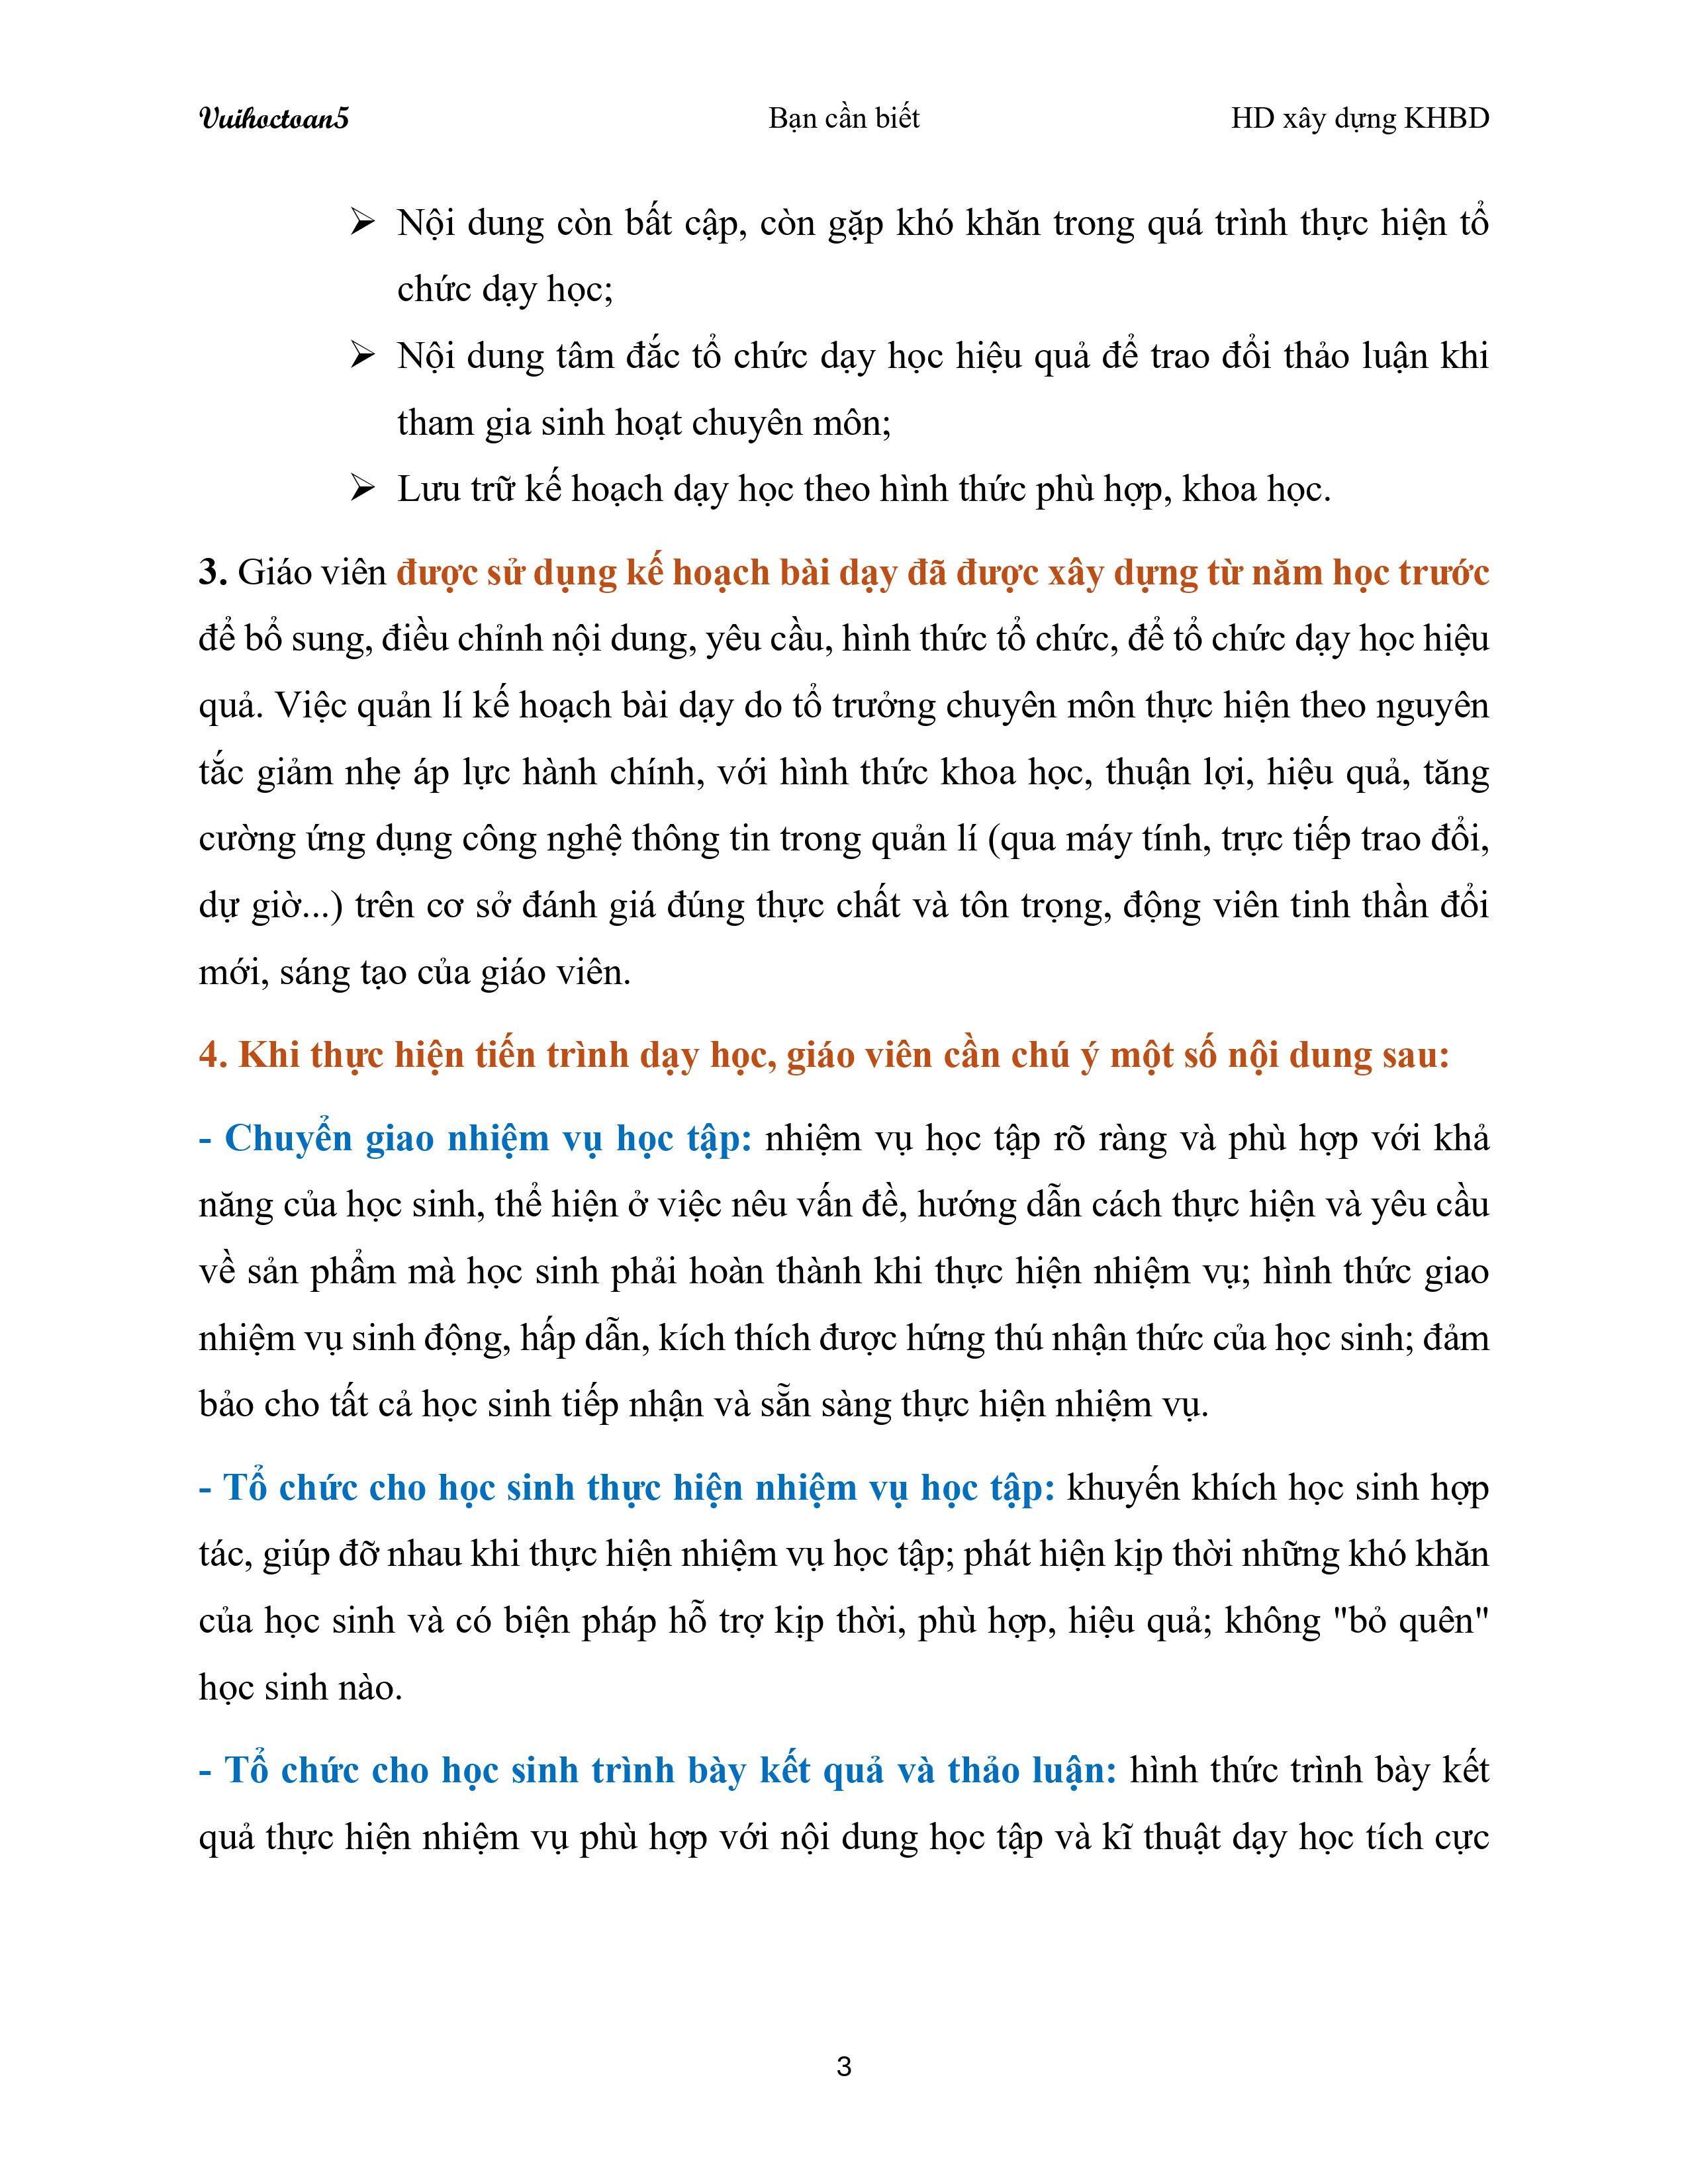 Vuihoctoan5 Bạn cần biết HD xây dựng KHBD
➢ Nội dung còn bất cập, còn gặp khó khăn trong quá trình thực hiện tổ
chức dạy học;
➢ Nội dung tâm đắc tổ chức dạy học hiệu quả để trao đổi thảo luận khi
tham gia sinh hoạt chuyên môn;
➢ Lưu trữ kế hoạch dạy học theo hình thức phù hợp, khoa học.
3. Giáo viên được sử dụng kế hoạch bài dạy đã được xây dựng từ năm học trước
để bổ sung, điều chỉnh nội dung, yêu cầu, hình thức tổ chức, để tổ chức dạy học hiệu
quả. Việc quản lí kế hoạch bài dạy do tổ trưởng chuyên môn thực hiện theo nguyên
tắc giảm nhẹ áp lực hành chính, với hình thức khoa học, thuận lợi, hiệu quả, tăng
cường ứng dụng công nghệ thông tin trong quản lí (qua máy tính, trực tiếp trao đổi,
dự giờ...) trên cơ sở đánh giá đúng thực chất và tôn trọng, động viên tinh thần đổi
mới, sáng tạo của giáo viên.
4. Khi thực hiện tiến trình dạy học, giáo viên cần chú ý một số nội dung sau:
- Chuyển giao nhiệm vụ học tập: nhiệm vụ học tập rõ ràng và phù hợp với khả
năng của học sinh, thể hiện ở việc nêu vấn đề, hướng dẫn cách thực hiện và yêu cầu
về sản phẩm mà học sinh phải hoàn thành khi thực hiện nhiệm vụ; hình thức giao
nhiệm vụ sinh động, hấp dẫn, kích thích được hứng thú nhận thức của học sinh; đảm
bảo cho tất cả học sinh tiếp nhận và sẵn sàng thực hiện nhiệm vụ.
- Tổ chức cho học sinh thực hiện nhiệm vụ học tập: khuyến khích học sinh hợp
tác, giúp đỡ nhau khi thực hiện nhiệm vụ học tập; phát hiện kịp thời những khó khăn
của học sinh và có biện pháp hỗ trợ kịp thời, phù hợp, hiệu quả; không "bỏ quên"
học sinh nào.
- Tổ chức cho học sinh trình bày kết quả và thảo luận: hình thức trình bày kết
quả thực hiện nhiệm vụ phù hợp với nội dung học tập và kĩ thuật dạy học tích cực
3